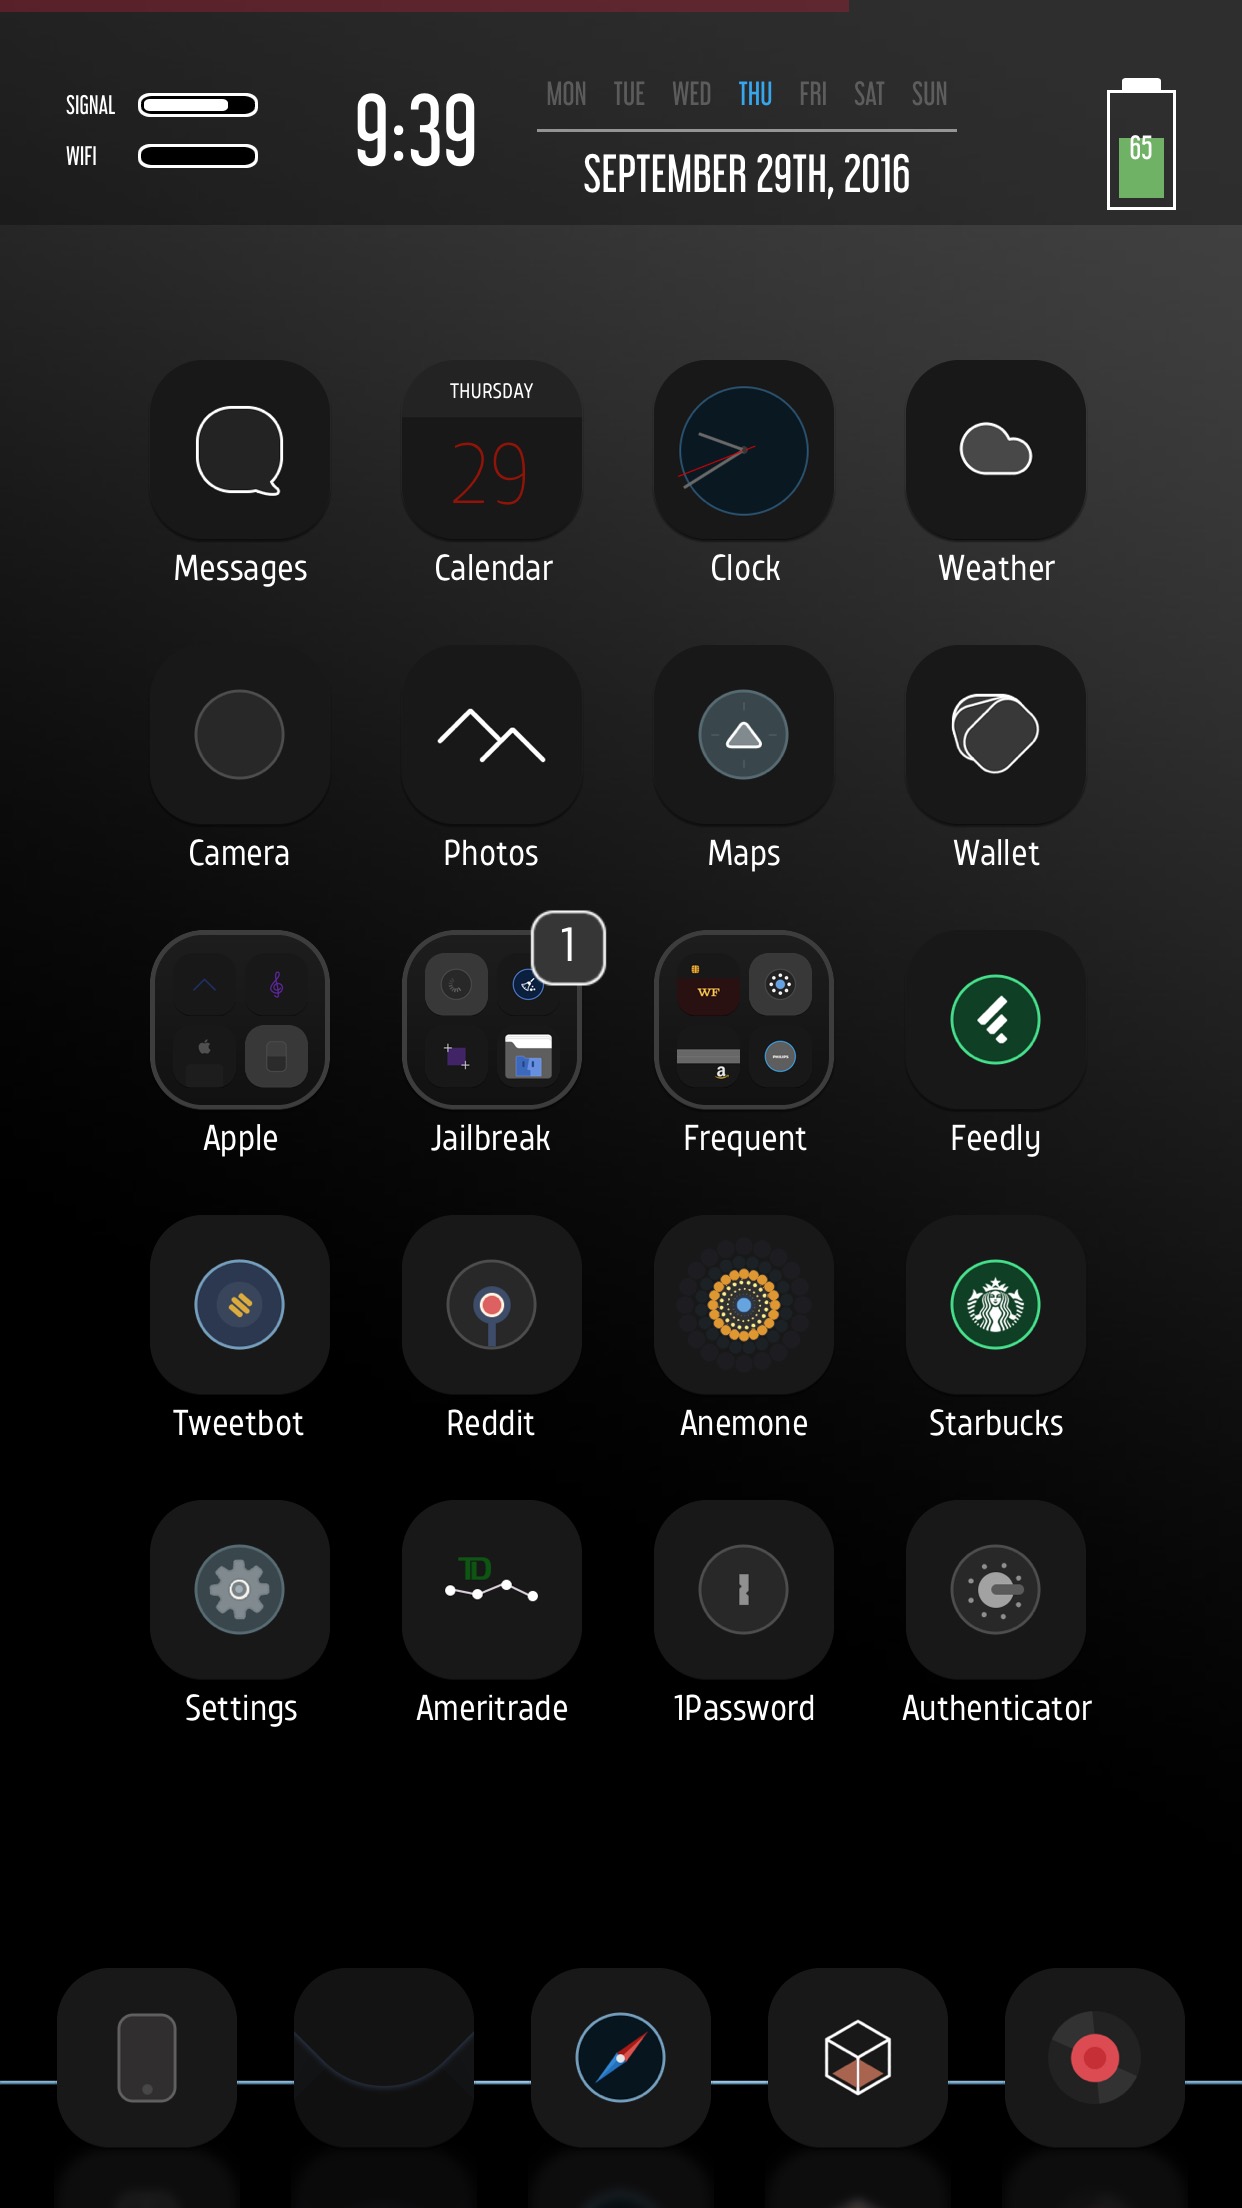 SIGNAL
WIFI
9:39
MON TUE WED THU FRI SAT SUN
SEPTEMBER 29TH, 2016
65
THURSDAY
29
Messages Calendar Clock Weather
Camera Photos Maps Wallet
1
WF
a
PHILIPS
Apple Jailbreak Frequent Feedly
Tweetbot Reddit Anemone Starbucks
TD
Settings Ameritrade 1Password Authenticator